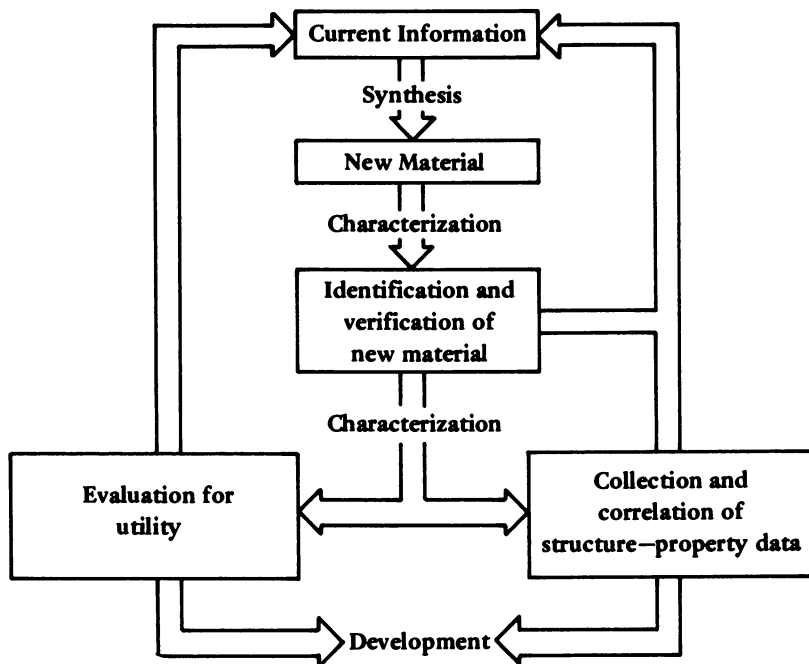 Current Information
Synthesis
New Material
Characterization
Identification and
verification of
new material
Characterization
Evaluation for
utility
Collection and
correlation of
structure—property data
Development